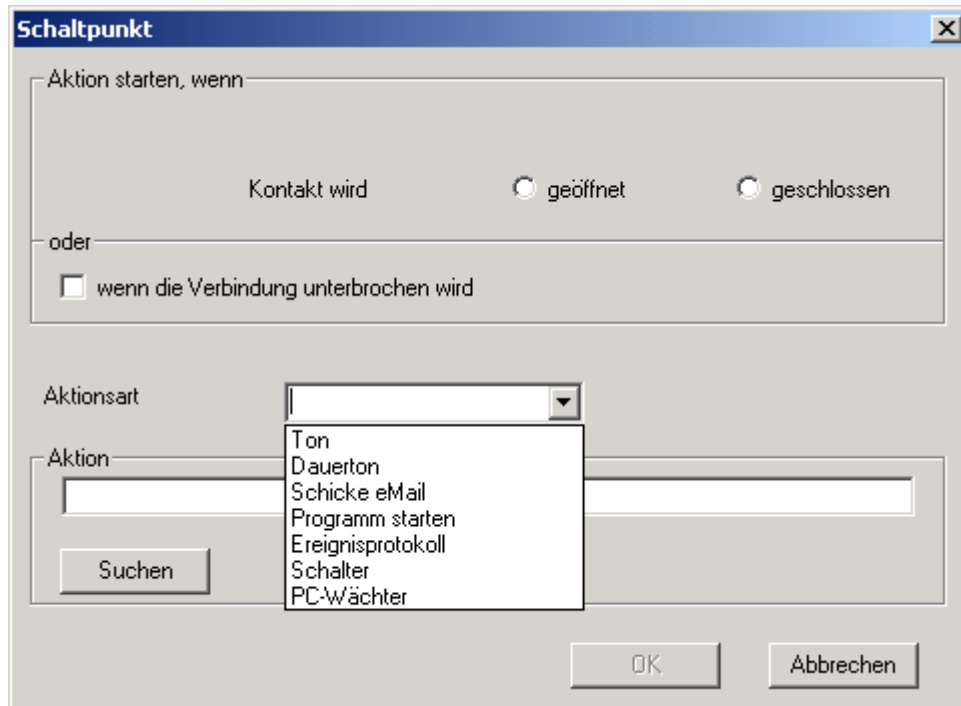 Schaltpunkt
Aktion starten, wenn
Kontakt wird geöffnet geschlossen
oder
wenn die Verbindung unterbrochen wird
Aktionsart
Ton
Dauerton
Schicke eMail
Programm starten
Ereignisprotokoll
Schalter
PC-Wächter
Aktion
Suchen
OK Abbrechen